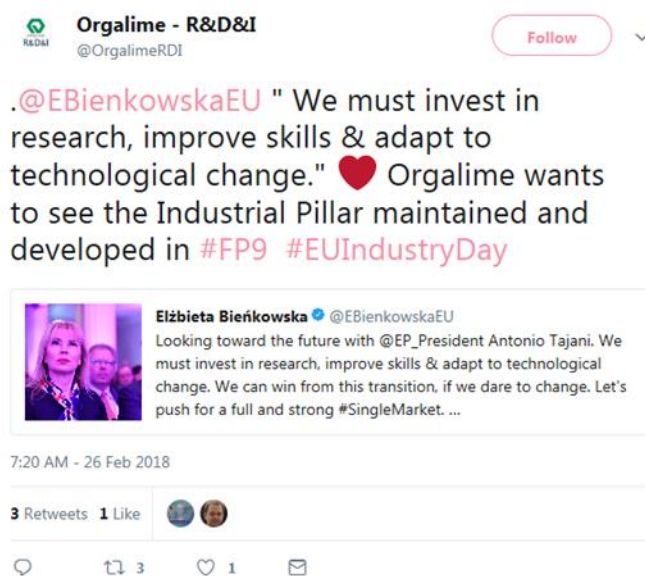 Orgalime - R&D&I
@OrgalimeRDI
R&D&I
Follow
.@EBienkowskaEU " We must invest in
research, improve skills & adapt to
technological change." ❤ Orgalime wants
to see the Industrial Pillar maintained and
developed in #FP9 #EUIndustryDay
Elżbieta Bieńkowska @EBienkowskaEU
Looking toward the future with @EP_President Antonio Tajani. We
must invest in research, improve skills & adapt to technological
change. We can win from this transition, if we dare to change. Let's
push for a full and strong #SingleMarket. ...
7:20 AM - 26 Feb 2018
3 Retweets 1 Like
3 1